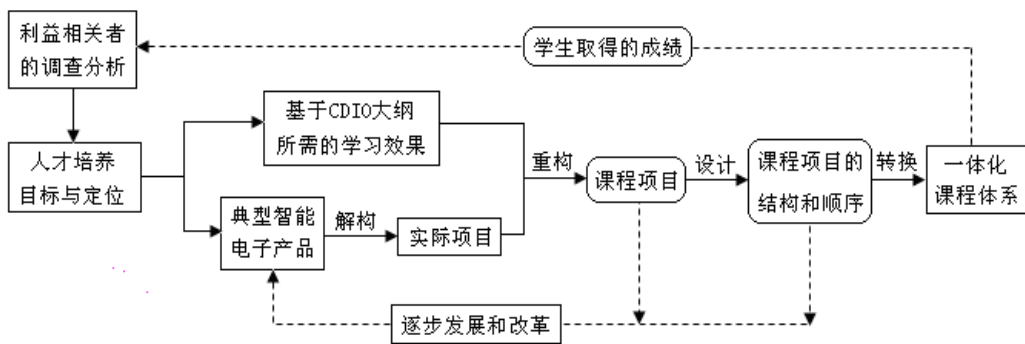 利益相关者
的调查分析
学生取得的成绩
人才培养
目标与定位
基于CDIO大纲
所需的学习效果
典型智能
电子产品
解构
实际项目
重构
课程项目
设计
课程项目的
结构和顺序
转换
一体化
课程体系
逐步发展和改革